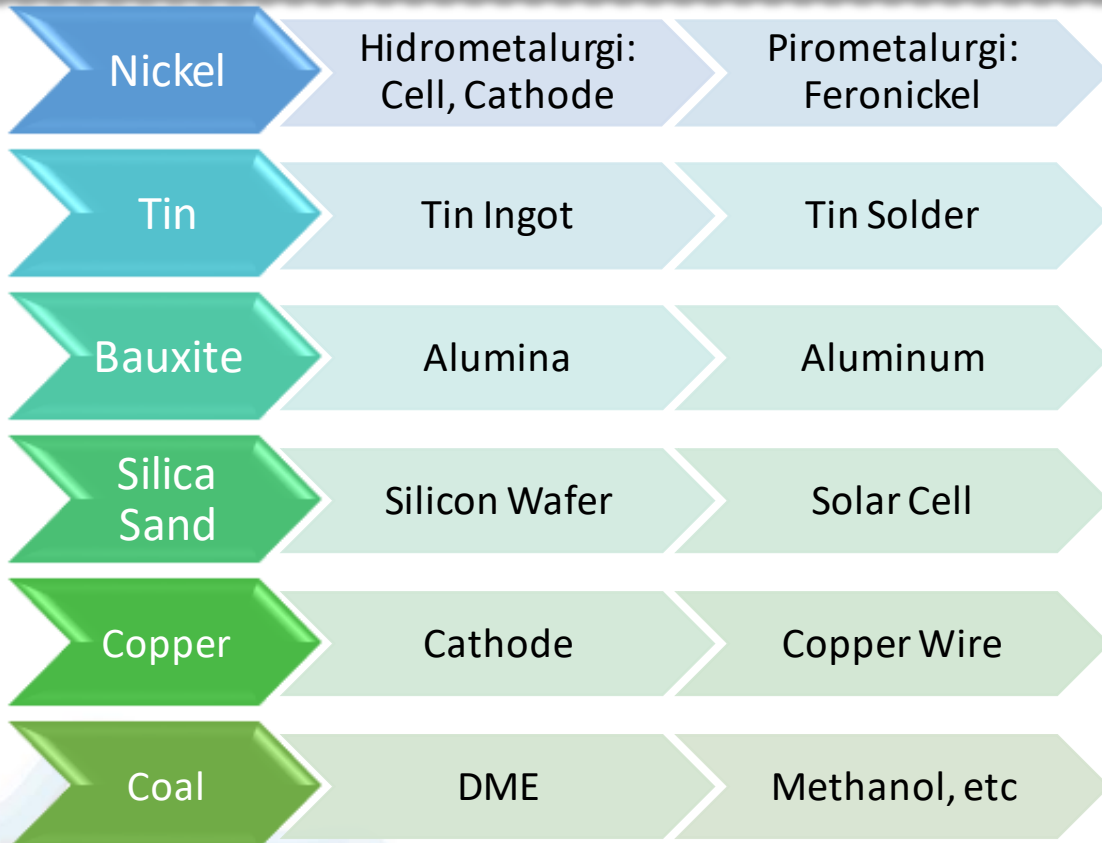 Nickel
Hidrometalurgi:
Cell, Cathode
Pirometalurgi:
Feronickel
Tin
Tin Ingot
Tin Solder
Bauxite
Alumina
Aluminum
Silica
Sand
Silicon Wafer
Solar Cell
Copper
Cathode
Copper Wire
Coal
DME
Methanol, etc